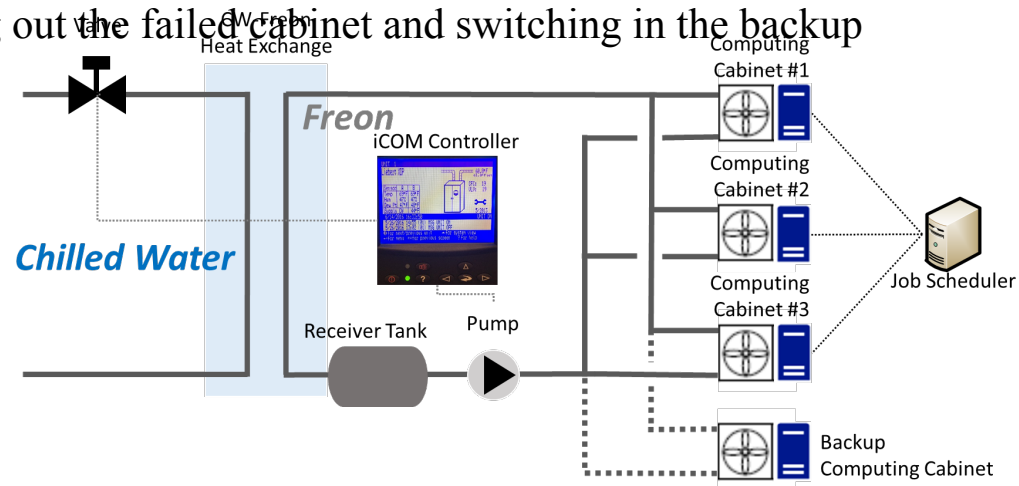 out the failed cabinet and switching in the backup
Valve
CW-Freon
Heat Exchange
Computing
Cabinet #1
Freon
iCOM Controller
Computing
Cabinet #2
Chilled Water
Job Scheduler
Computing
Cabinet #3
Receiver Tank
Pump
Backup
Computing Cabinet